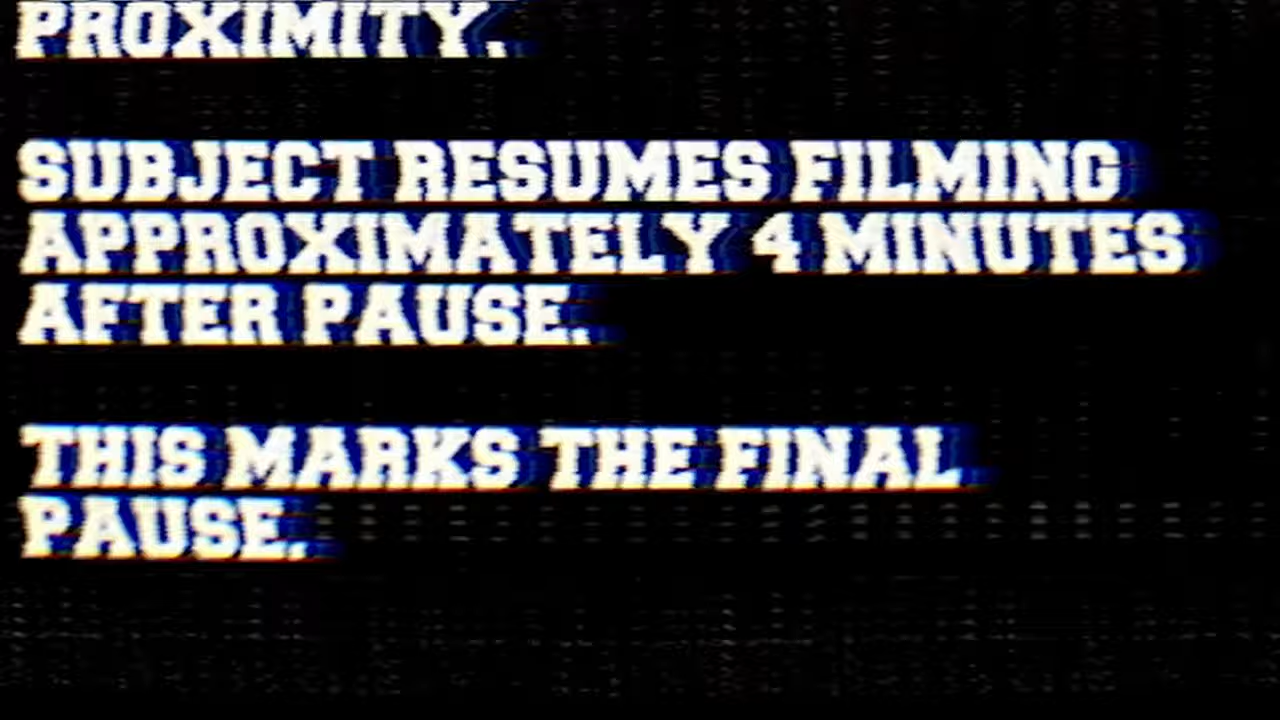 PROXIMITY.
SUBJECT RESUMES FILMING
APPROXIMATELY 4 MINUTES
AFTER PAUSE.
THIS MARKS THE FINAL
PAUSE.